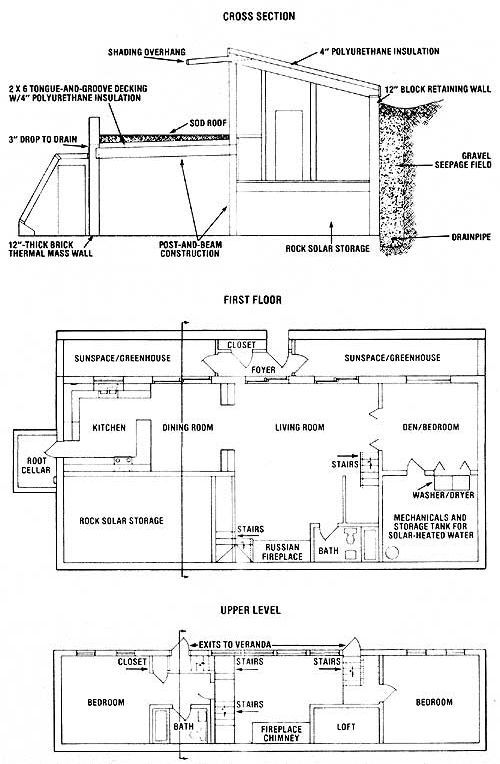 CROSS SECTION
SHADING OVERHANG
4" POLYURETHANE INSULATION
2 X 6 TONGUE-AND-GROOVE DECKING
W/4" POLYURETHANE INSULATION
12" BLOCK RETAINING WALL
SOD ROOF
3" DROP TO DRAIN
GRAVEL
SEEPAGE FIELD
12"-THICK BRICK
THERMAL MASS WALL
POST-AND-BEAM
CONSTRUCTION
ROCK SOLAR STORAGE
DRAINPIPE
FIRST FLOOR
SUNSPACE/GREENHOUSE
CLOSET
FOYER
SUNSPACE/GREENHOUSE
KITCHEN
DINING ROOM
LIVING ROOM
DEN/BEDROOM
ROOT
CELLAR
STAIRS
WASHER/DRYER
ROCK SOLAR STORAGE
STAIRS
RUSSIAN
FIREPLACE
BATH
MECHANICALS AND
STORAGE TANK FOR
SOLAR-HEATED WATER
UPPER LEVEL
EXITS TO VERANDA
CLOSET
STAIRS
STAIRS
BEDROOM
STAIRS
BEDROOM
BATH
FIREPLACE
CHIMNEY
LOFT